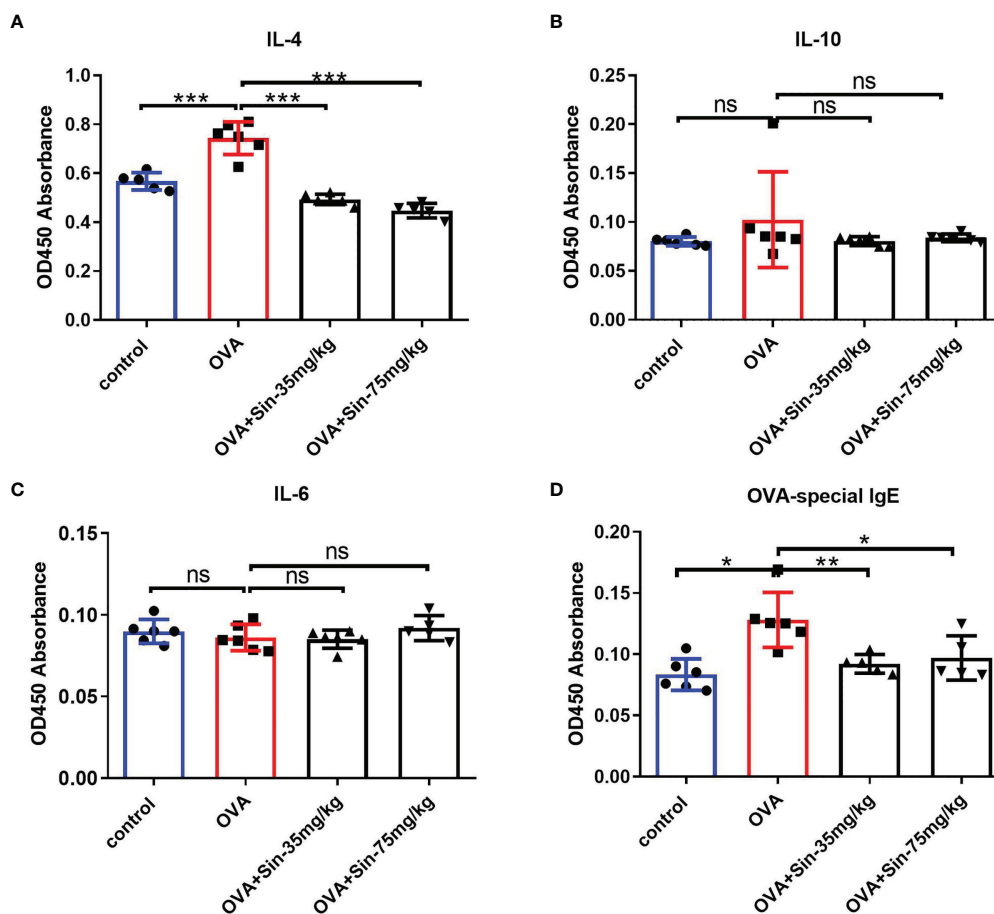 A
IL-4
OD450 Absorbance
1.0
0.8
0.6
0.4
0.2
0.0
***
***
***
control
OVA
OVA+Sin-35mg/kg
OVA+Sin-75mg/kg
B
IL-10
OD450 Absorbance
0.25
0.20
0.15
0.10
0.05
0.00
ns
ns
ns
control
OVA
OVA+Sin-35mg/kg
OVA+Sin-75mg/kg
C
IL-6
OD450 Absorbance
0.15
0.10
0.05
0.00
ns
ns
ns
control
OVA
OVA+Sin-35mg/kg
OVA+Sin-75mg/kg
D
OVA-special IgE
OD450 Absorbance
0.20
0.15
0.10
0.05
0.00
*
*
**
control
OVA
OVA+Sin-35mg/kg
OVA+Sin-75mg/kg